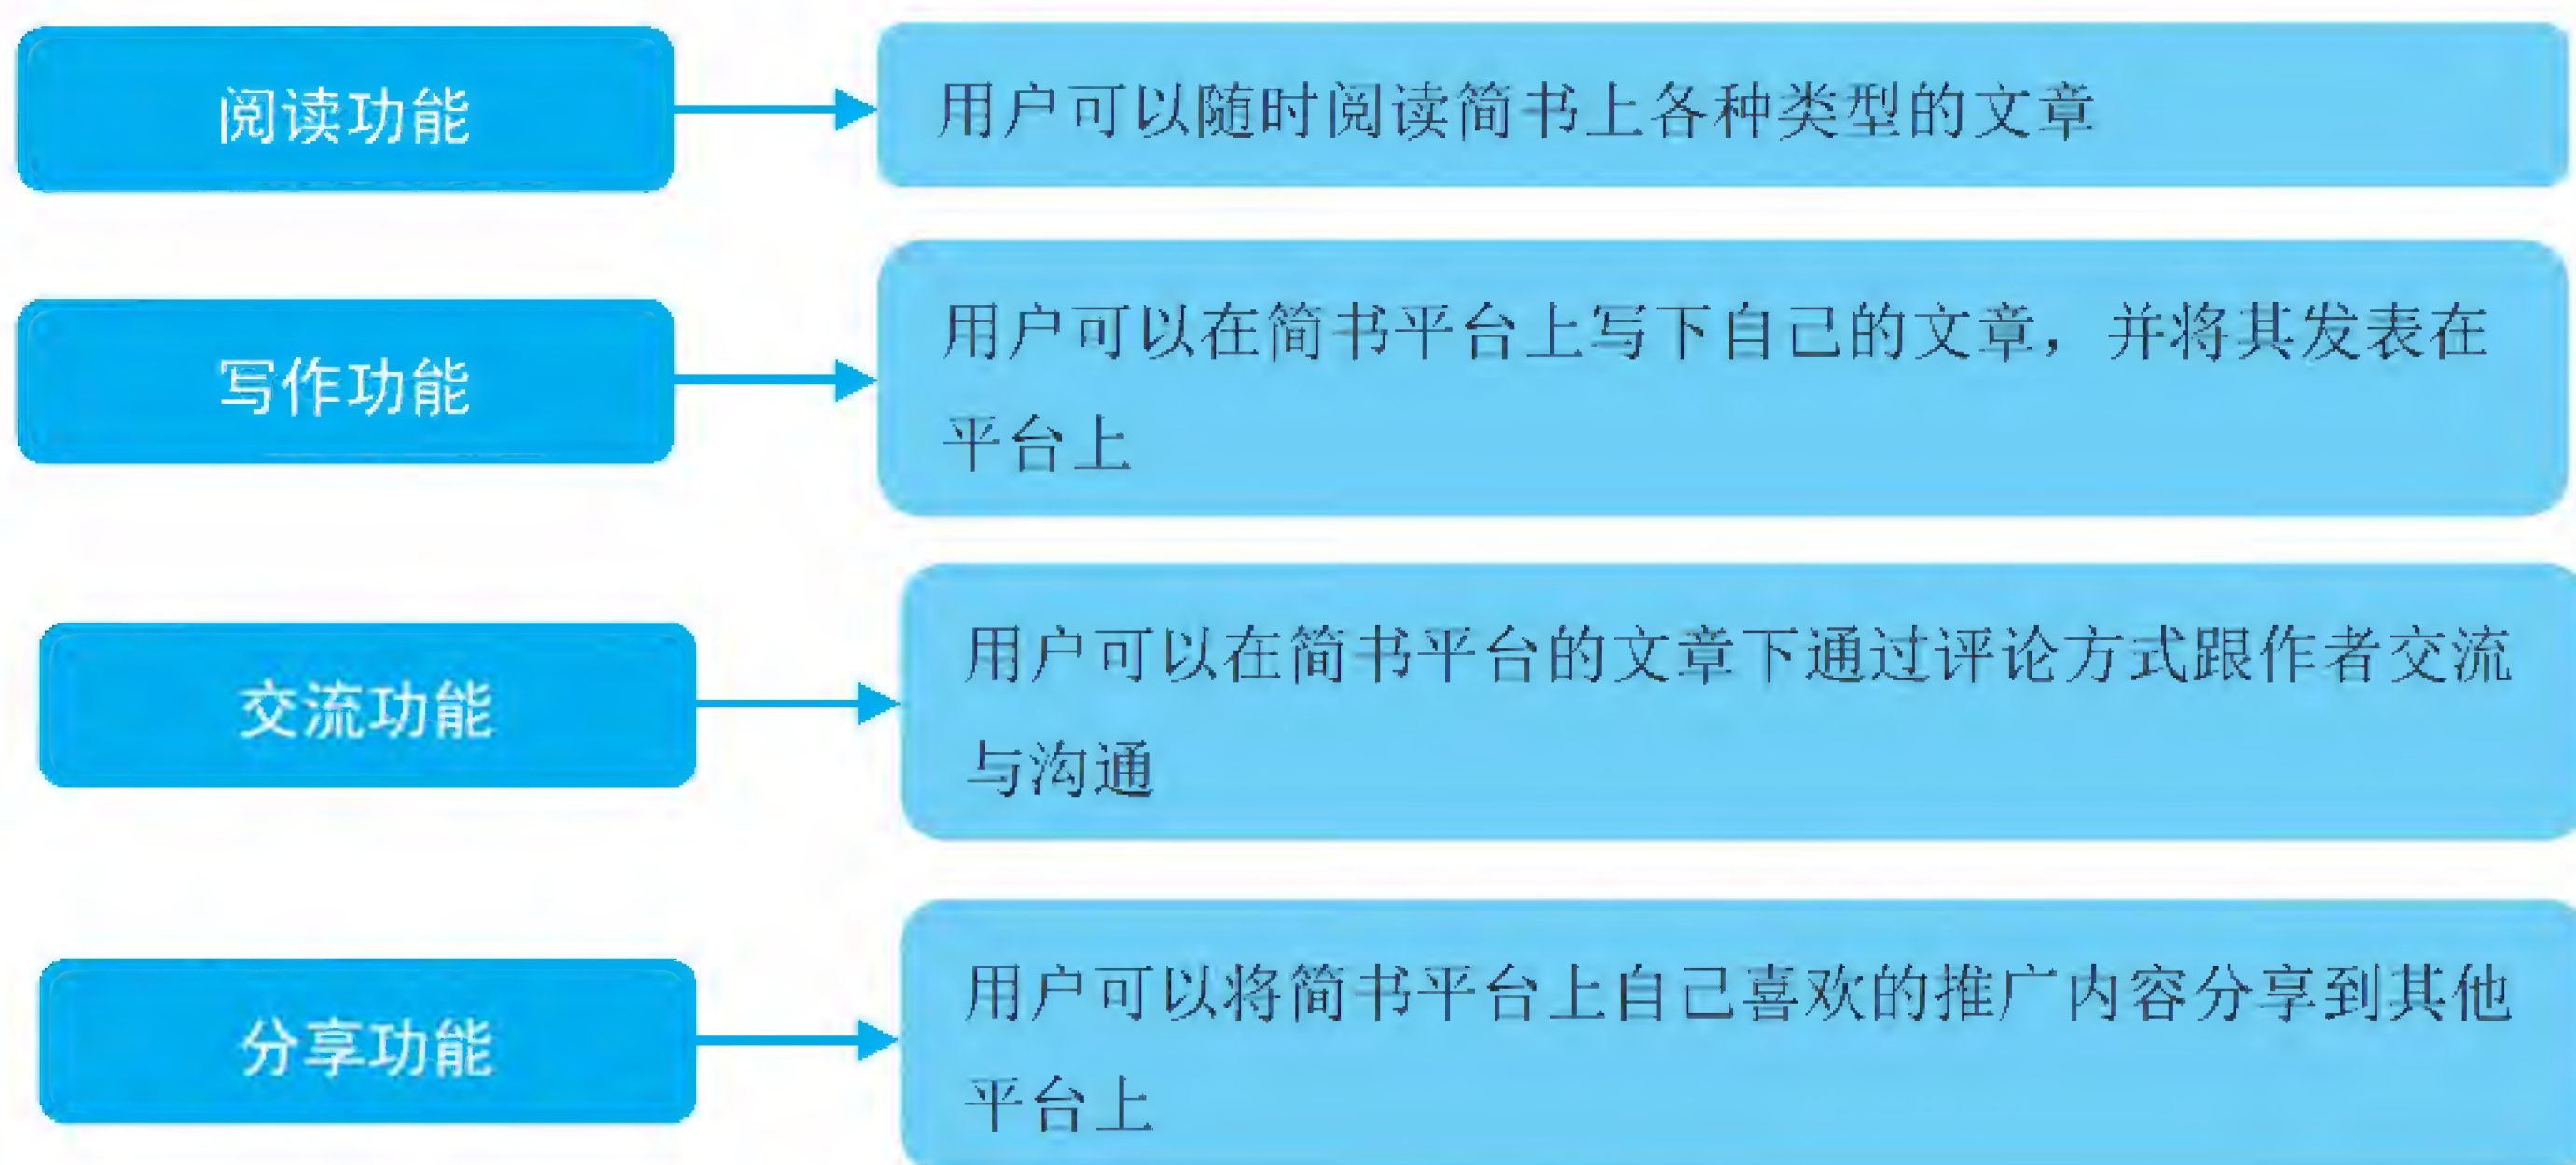 阅读功能
用户可以随时阅读简书上各种类型的文章
写作功能
用户可以在简书平台上写下自己的文章，并将其发表在
平台上
交流功能
用户可以在简书平台的文章下通过评论方式跟作者交流
与沟通
分享功能
用户可以将简书平台上自己喜欢的推广内容分享到其他
平台上